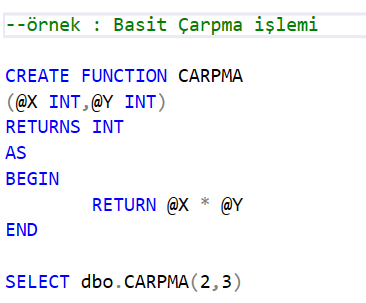 --örnek : Basit Çarpma işlemi
CREATE FUNCTION CARPMA
(@X INT,@Y INT)
RETURNS INT
AS
BEGIN
RETURN @X * @Y
END
SELECT dbo.CARPMA(2,3)